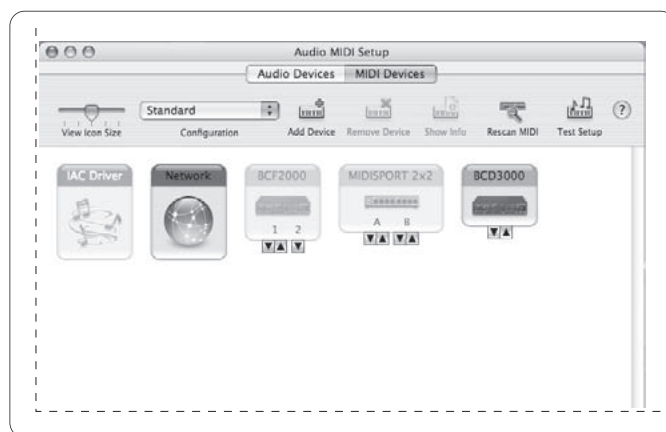 Audio MIDI Setup
Audio Devices MIDI Devices
Standard
View Icon Size Configuration Add Device Remove Device Show Info Rescan MIDI Test Setup ?
IAC Driver Network BCF2000 MIDISPORT 2x2 BCD3000
1 2 A B